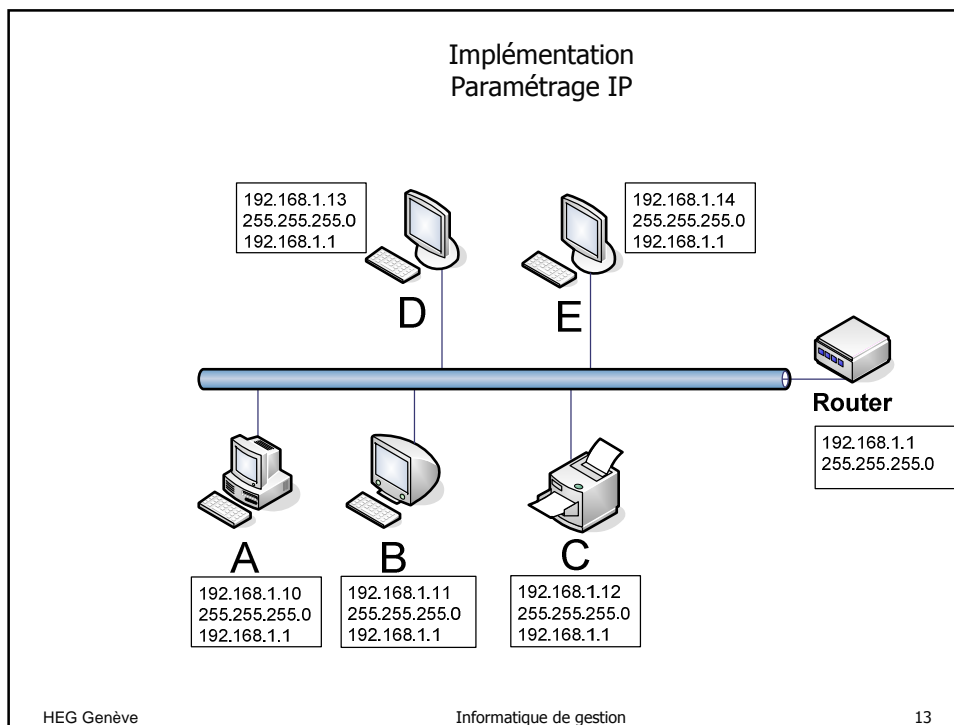 Implémentation
Paramétrage IP
192.168.1.13
255.255.255.0
192.168.1.1
D
192.168.1.14
255.255.255.0
192.168.1.1
E
Router
192.168.1.1
255.255.255.0
A
192.168.1.10
255.255.255.0
192.168.1.1
B
192.168.1.11
255.255.255.0
192.168.1.1
C
192.168.1.12
255.255.255.0
192.168.1.1
HEG Genève
Informatique de gestion
13